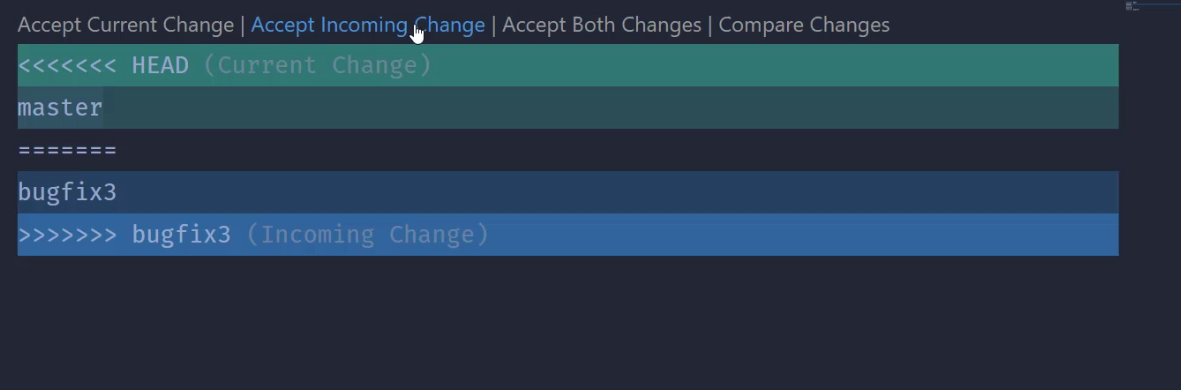 Accept Current Change | Accept Incoming Change | Accept Both Changes | Compare Changes
<<<<<<< HEAD (Current Change)
master
=======
bugfix3
>>>>>>> bugfix3 (Incoming Change)